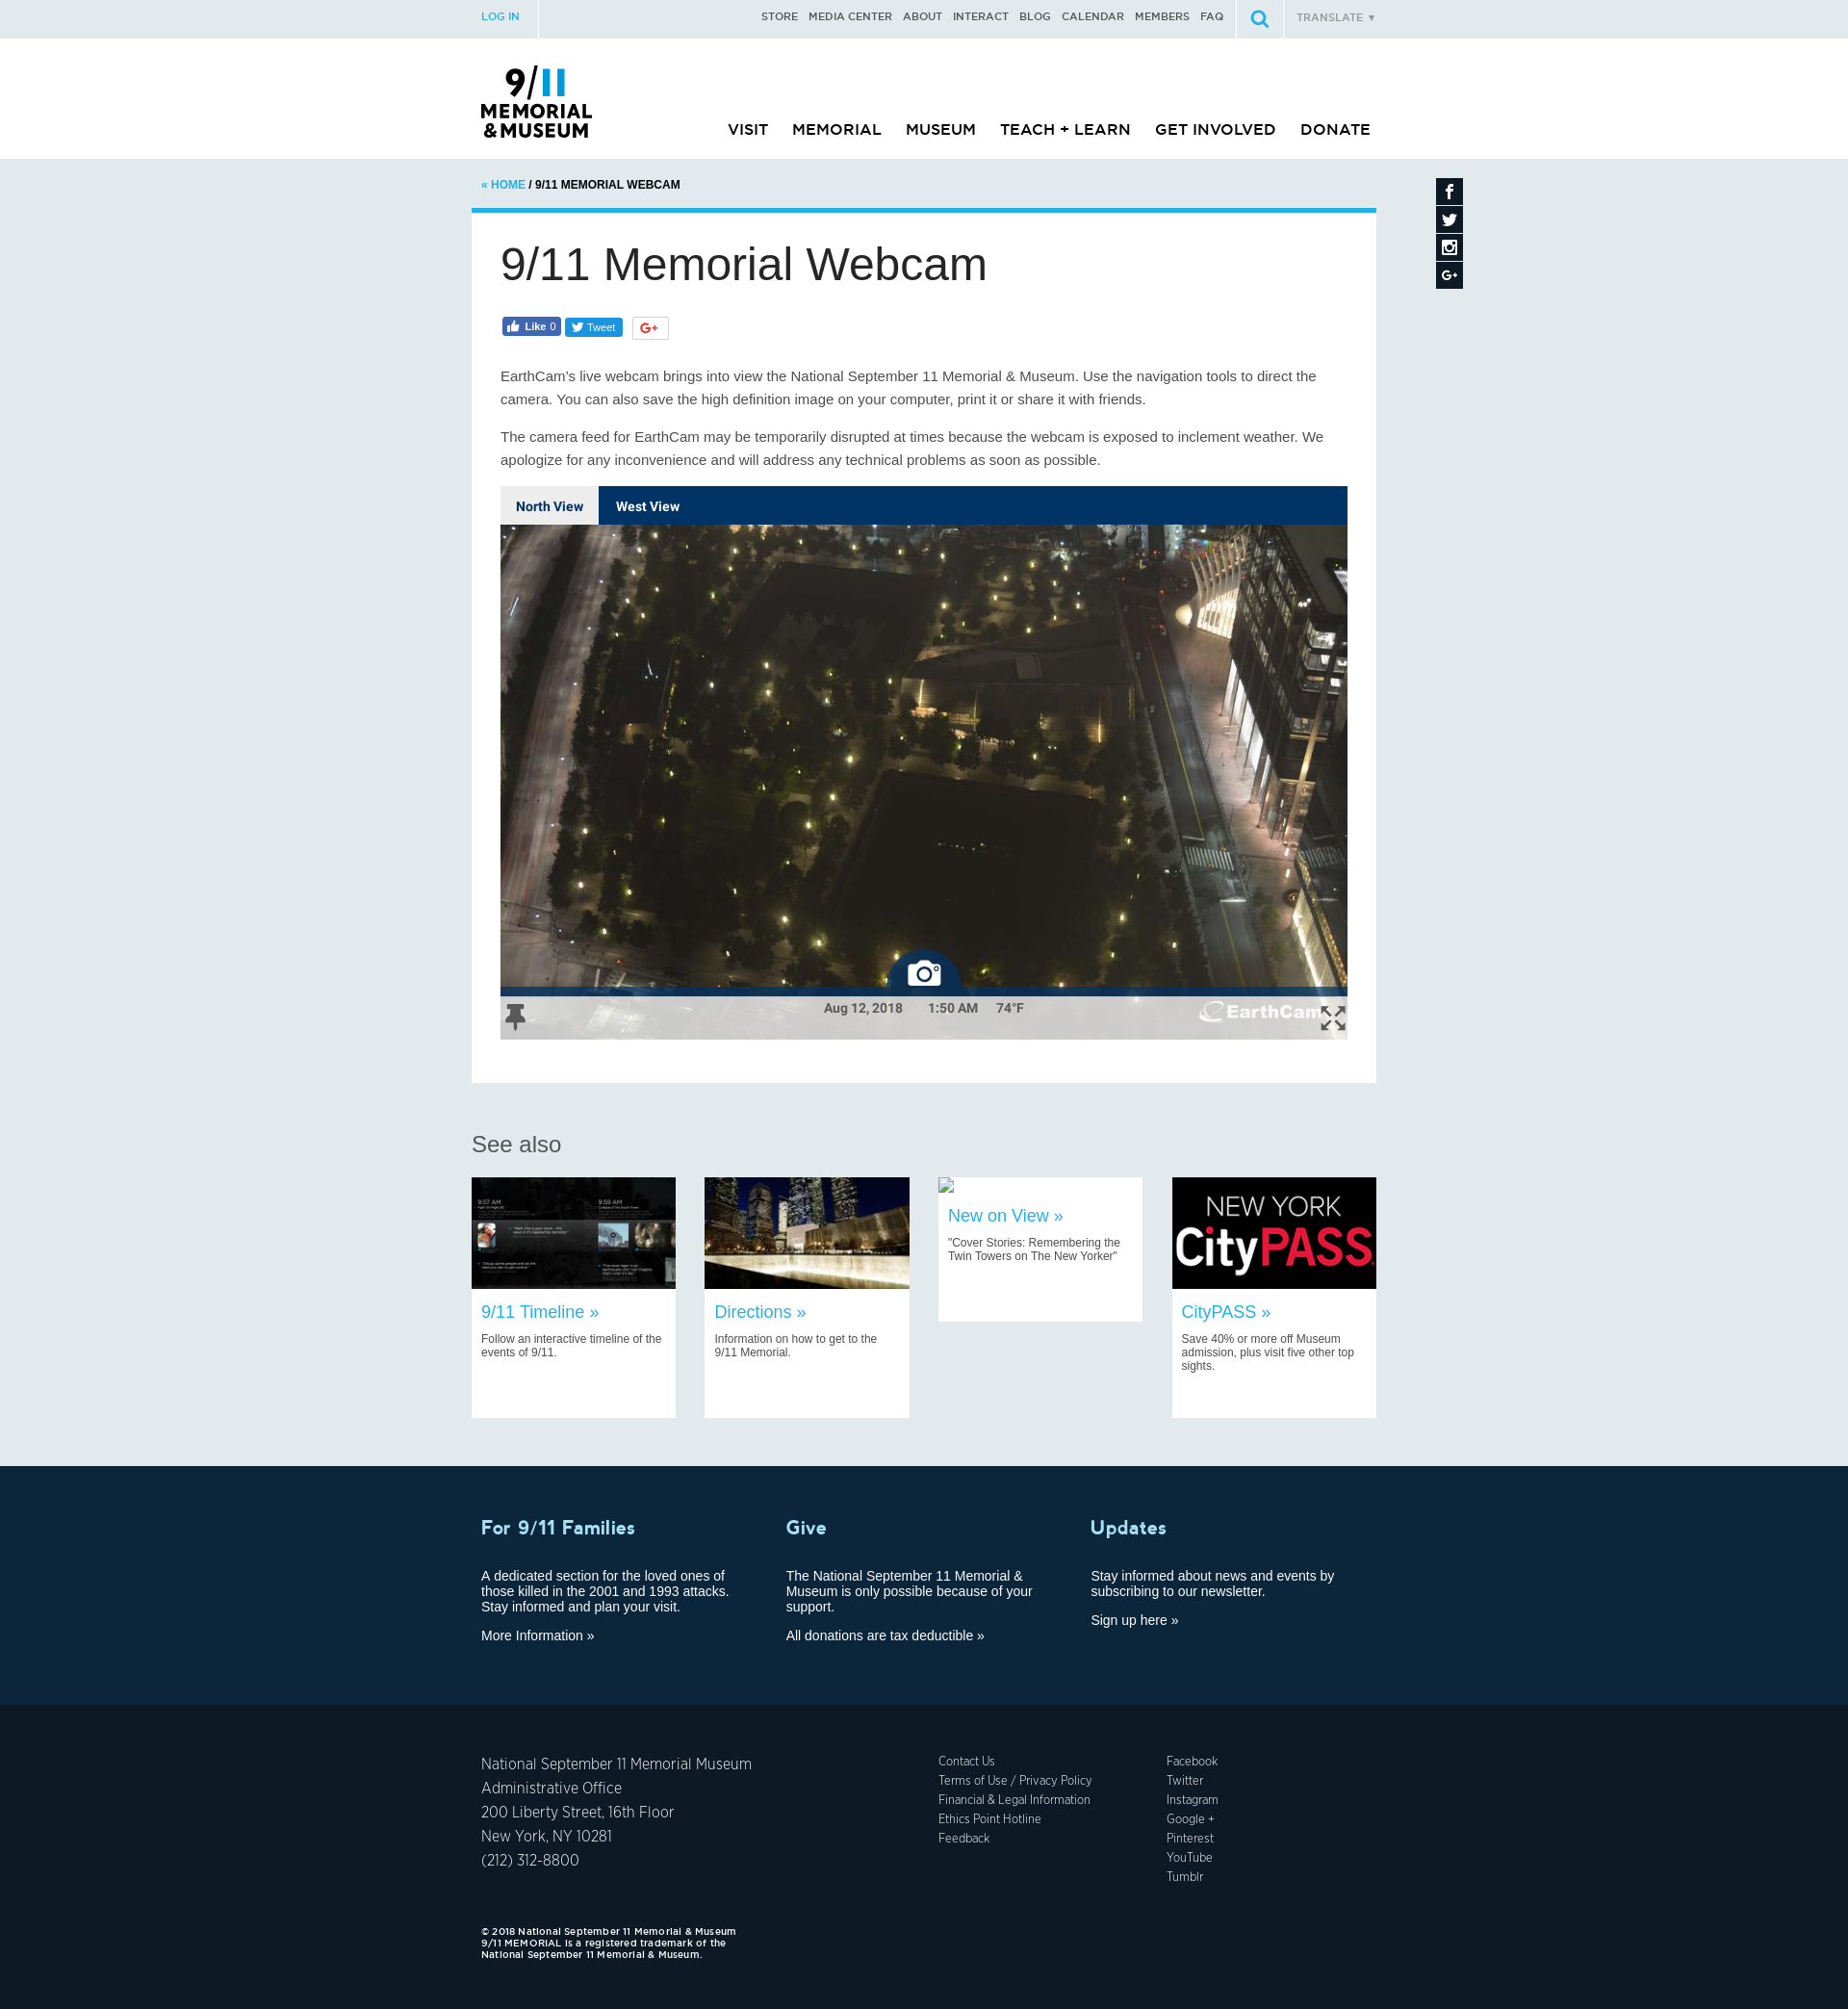 LOG IN
STORE MEDIA CENTER ABOUT INTERACT BLOG CALENDAR MEMBERS FAQ
TRANSLATE ▼
9/11
MEMORIAL
& MUSEUM
VISIT MEMORIAL MUSEUM TEACH + LEARN GET INVOLVED DONATE
« HOME / 9/11 MEMORIAL WEBCAM
9/11 Memorial Webcam
Like 0
Tweet
G+
EarthCam's live webcam brings into view the National September 11 Memorial & Museum. Use the navigation tools to direct the
camera. You can also save the high definition image on your computer, print it or share it with friends.
The camera feed for EarthCam may be temporarily disrupted at times because the webcam is exposed to inclement weather. We
apologize for any inconvenience and will address any technical problems as soon as possible.
North View West View
Aug 12, 2018 1:50 AM 74°F
EarthCam
See also
9:57 AM
9:59 AM
NEW YORK
CityPASS
9/11 Timeline »
Follow an interactive timeline of the
events of 9/11.
Directions »
Information on how to get to the
9/11 Memorial.
New on View »
"Cover Stories: Remembering the
Twin Towers on The New Yorker"
CityPASS »
Save 40% or more off Museum
admission, plus visit five other top
sights.
For 9/11 Families
A dedicated section for the loved ones of
those killed in the 2001 and 1993 attacks.
Stay informed and plan your visit.
More Information »
Give
The National September 11 Memorial &
Museum is only possible because of your
support.
All donations are tax deductible »
Updates
Stay informed about news and events by
subscribing to our newsletter.
Sign up here »
National September 11 Memorial Museum
Administrative Office
200 Liberty Street, 16th Floor
New York, NY 10281
(212) 312-8800
Contact Us
Terms of Use / Privacy Policy
Financial & Legal Information
Ethics Point Hotline
Feedback
Facebook
Twitter
Instagram
Google +
Pinterest
YouTube
Tumblr
© 2018 National September 11 Memorial & Museum
9/11 MEMORIAL is a registered trademark of the
National September 11 Memorial & Museum.